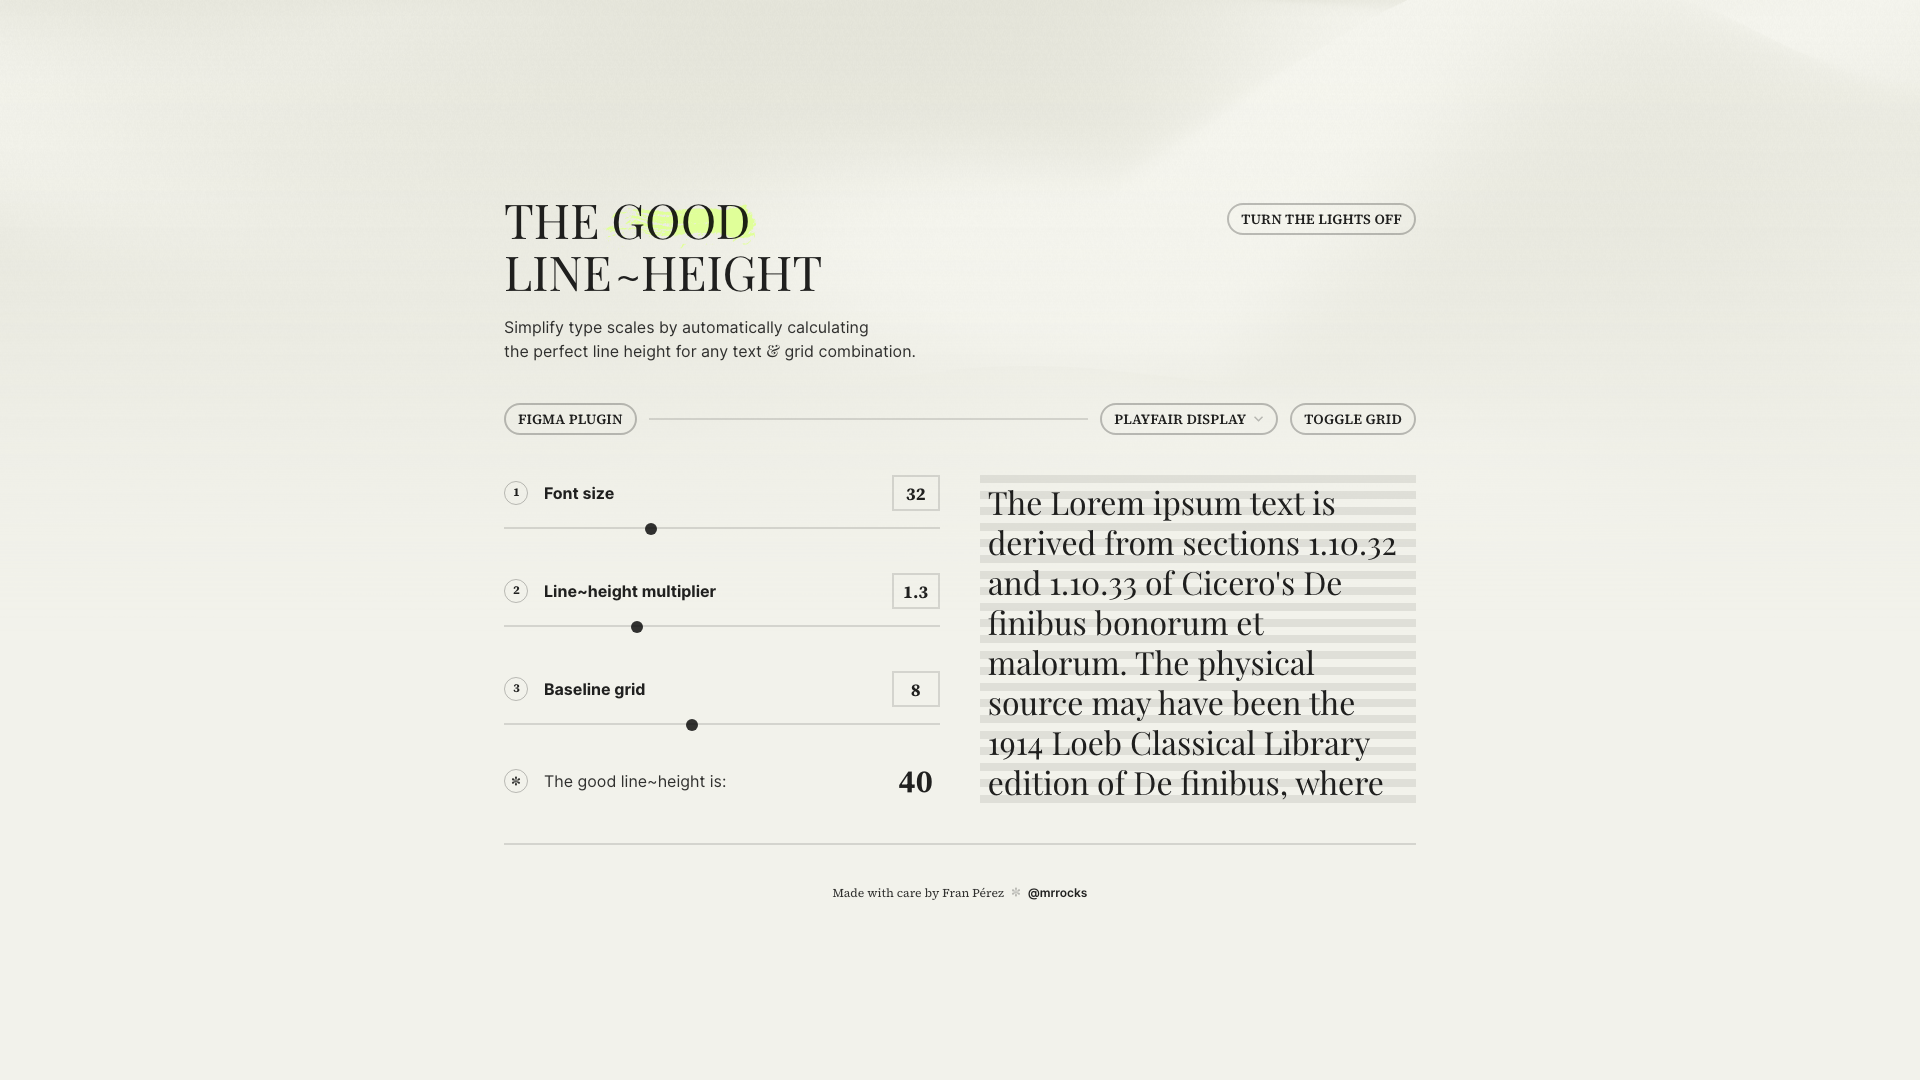 THE GOOD
LINE~HEIGHT
TURN THE LIGHTS OFF
Simplify type scales by automatically calculating
the perfect line height for any text & grid combination.
FIGMA PLUGIN
PLAYFAIR DISPLAY
TOGGLE GRID
1 Font size 32
2 Line~height multiplier 1.3
3 Baseline grid 8
✻ The good line~height is: 40
The Lorem ipsum text is
derived from sections 1.10.32
and 1.10.33 of Cicero's De
finibus bonorum et
malorum. The physical
source may have been the
1914 Loeb Classical Library
edition of De finibus, where
Made with care by Fran Pérez ✻ @mrrocks